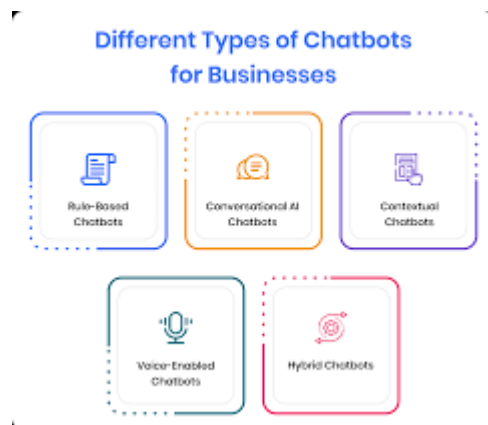 Different Types of Chatbots
for Businesses
Rule-Based
Chatbots
Conversational AI
Chatbots
Contextual
Chatbots
Voice-Enabled
Chatbots
Hybrid Chatbots